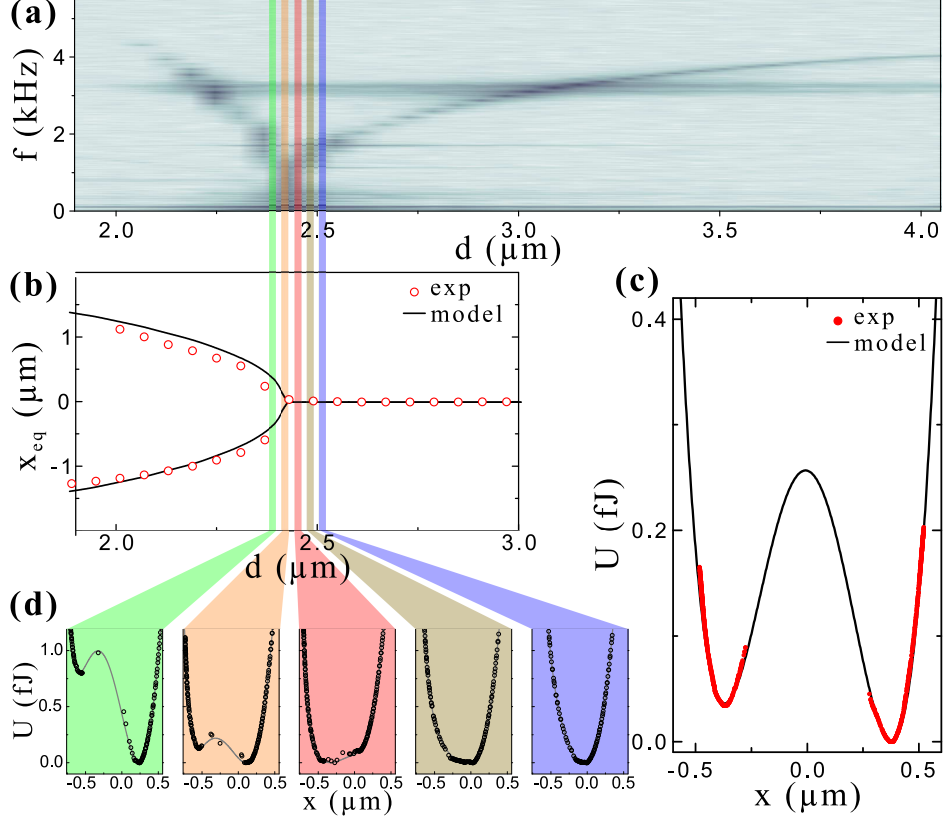 (a)
f (kHz)
4
2
0
2.0 2.5 3.0 3.5 4.0
d (μm)
(b)
exp
model
x_eq (μm)
1
0
-1
2.0 2.5 3.0
d (μm)
(c)
exp
model
U (fJ)
0.4
0.2
0.0
-0.5 0.0 0.5
x (μm)
(d)
U (fJ)
1.0
0.5
0.0
-0.5 0.0 0.5 -0.5 0.0 0.5 -0.5 0.0 0.5 -0.5 0.0 0.5 -0.5 0.0 0.5
x (μm)